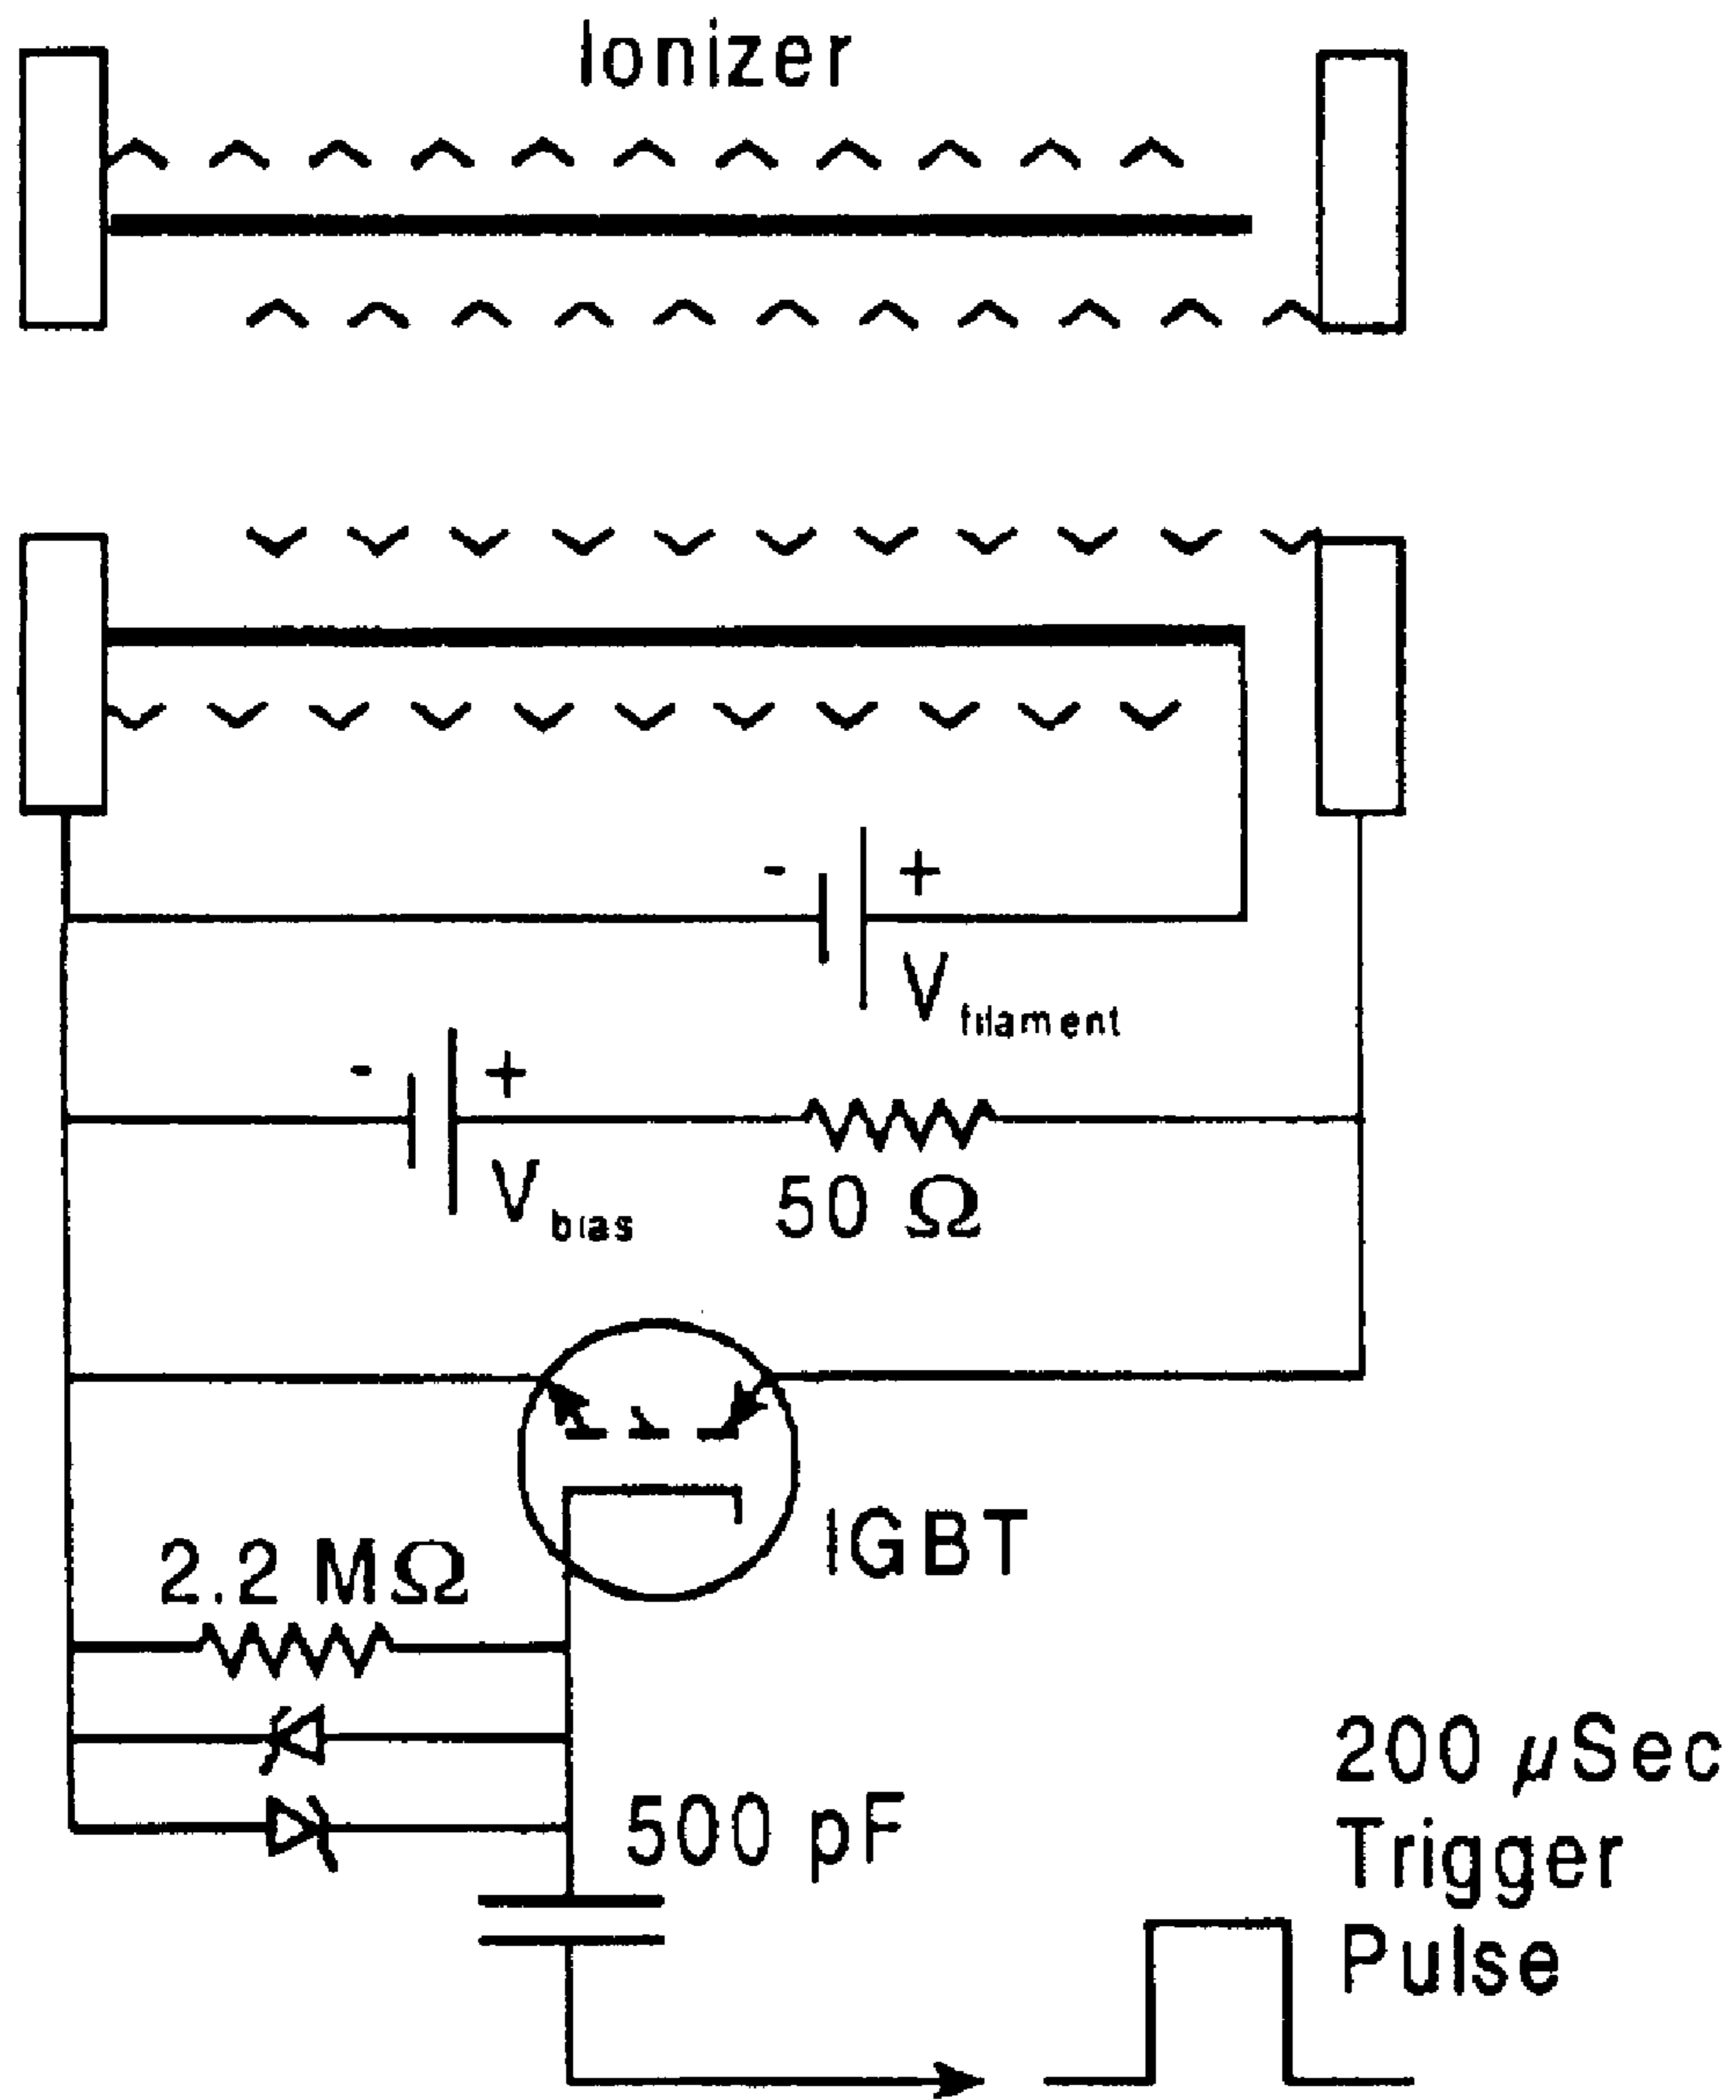 Ionizer
- +
V filament
- +
V bias
50 Ω
IGBT
2.2 MΩ
500 pF
200 µSec
Trigger
Pulse